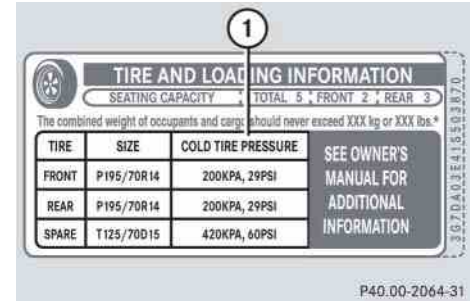 1
TIRE AND LOADING INFORMATION
SEATING CAPACITY TOTAL 5 FRONT 2 REAR 3
The combined weight of occupants and cargo should never exceed XXX kg or XXX lbs.*
TIRE SIZE COLD TIRE PRESSURE
FRONT P195/70R14 200KPA, 29PSI
REAR P195/70R14 200KPA, 29PSI
SPARE T125/70D15 420KPA, 60PSI
SEE OWNER'S
MANUAL FOR
ADDITIONAL
INFORMATION
3G7DA03E41S503870
P40.00-2064-31